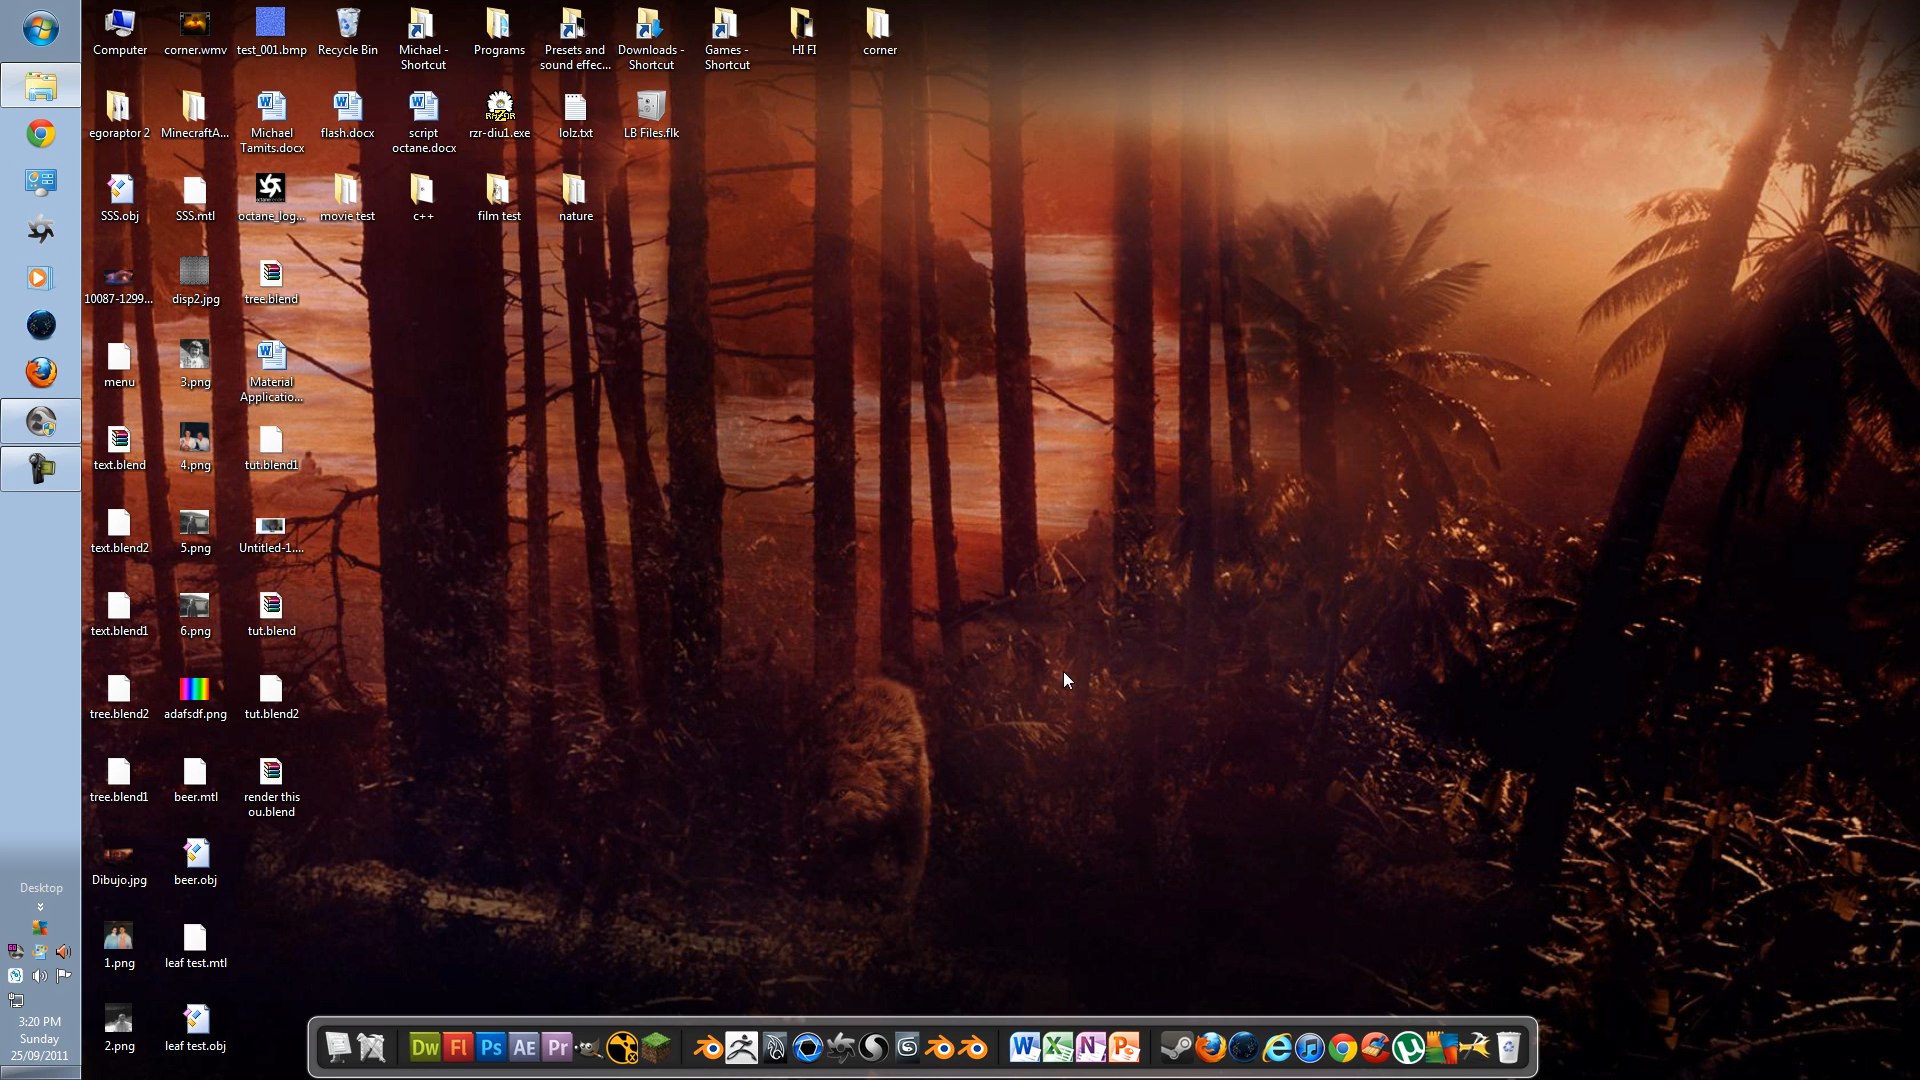 Computer
corner.wmv
test_001.bmp
Recycle Bin
Michael -
Shortcut
Programs
Presets and
sound effec...
Downloads -
Shortcut
Games -
Shortcut
HI FI
corner
egoraptor 2
MinecraftA...
Michael
Tamits.docx
flash.docx
script
octane.docx
rzr-diu1.exe
lolz.txt
LB Files.flk
SSS.obj
SSS.mtl
octane_log...
movie test
c++
film test
nature
10087-1299...
disp2.jpg
tree.blend
menu
3.png
Material
Applicatio...
text.blend
4.png
tut.blend1
text.blend2
5.png
Untitled-1....
text.blend1
6.png
tut.blend
tree.blend2
adafsdf.png
tut.blend2
tree.blend1
beer.mtl
render this
ou.blend
Dibujo.jpg
beer.obj
1.png
leaf test.mtl
2.png
leaf test.obj
Desktop
3:20 PM
Sunday
25/09/2011
Dw
Fl
Ps
AE
Pr